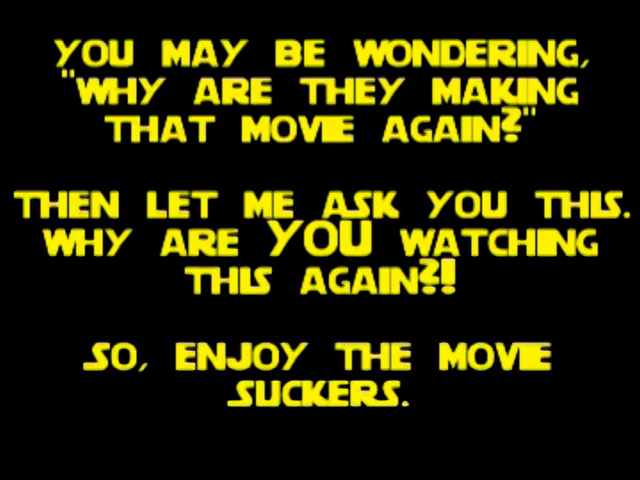 YOU MAY BE WONDERING,
"WHY ARE THEY MAKING
THAT MOVIE AGAIN?"
THEN LET ME ASK YOU THIS.
WHY ARE YOU WATCHING
THIS AGAIN?!
SO, ENJOY THE MOVIE
SUCKERS.